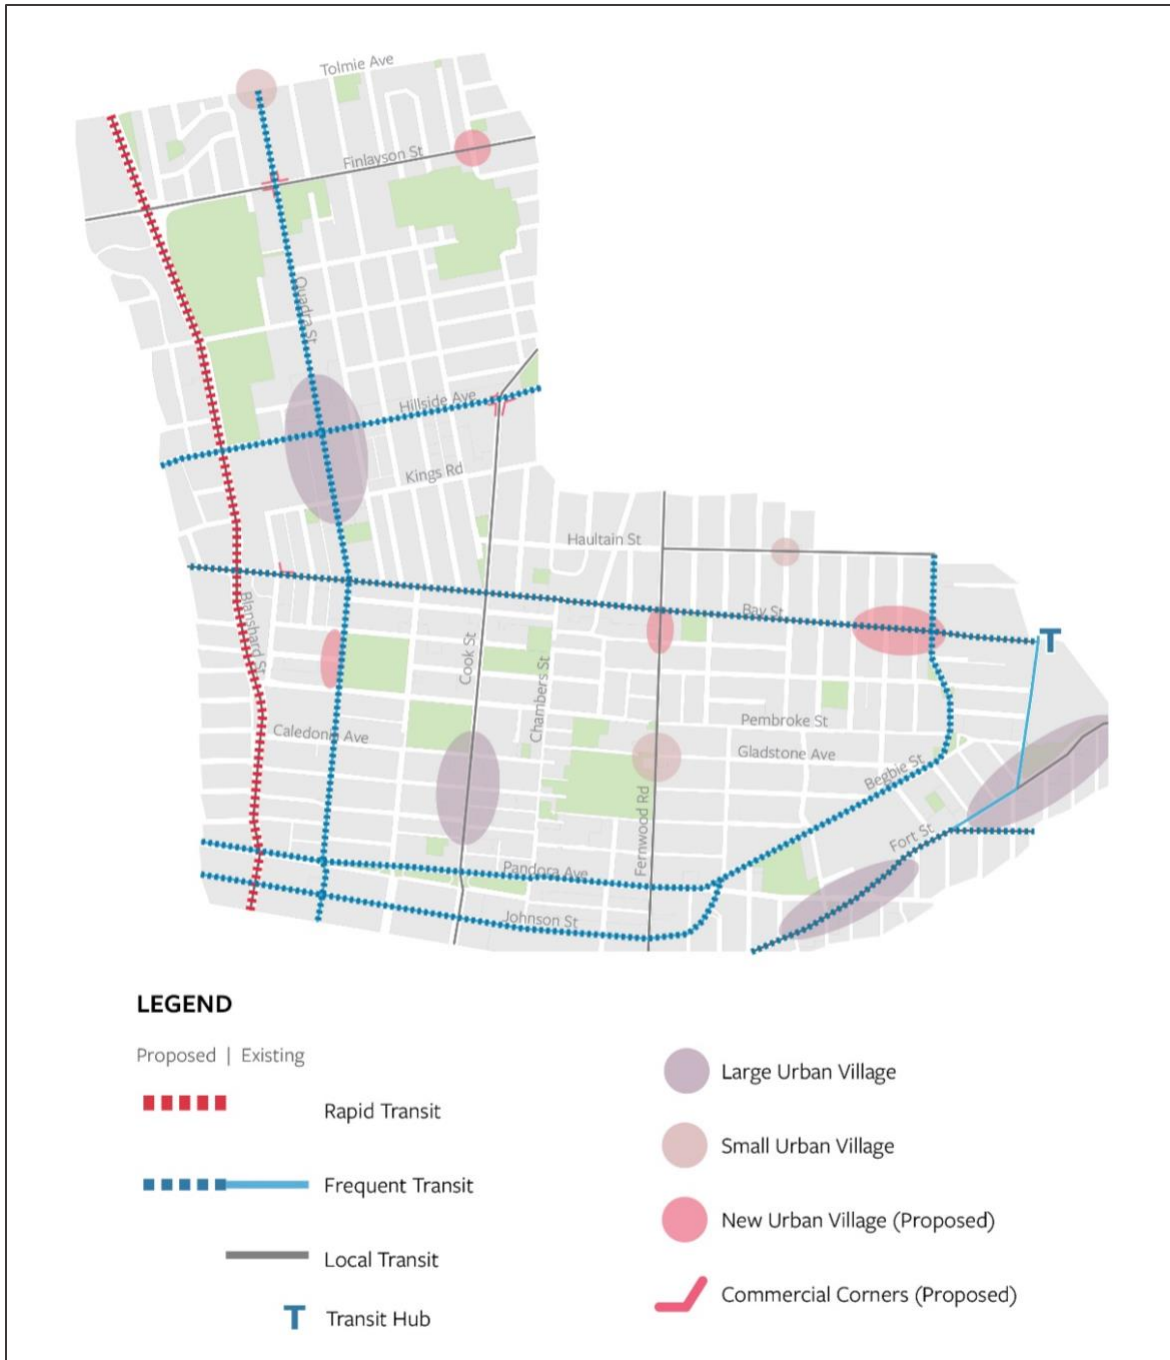 Tolmie Ave
Finlayson St
Quadra St
Hillside Ave
Kings Rd
Haultain St
Bay St
T
Blanshard St
Cook St
Chambers St
Pembroke St
Caledonia Ave
Gladstone Ave
Begbie St
Fernwood Rd
Fort St
Pandora Ave
Johnson St
LEGEND
Proposed | Existing
Rapid Transit
Frequent Transit
Local Transit
T Transit Hub
Large Urban Village
Small Urban Village
New Urban Village (Proposed)
Commercial Corners (Proposed)